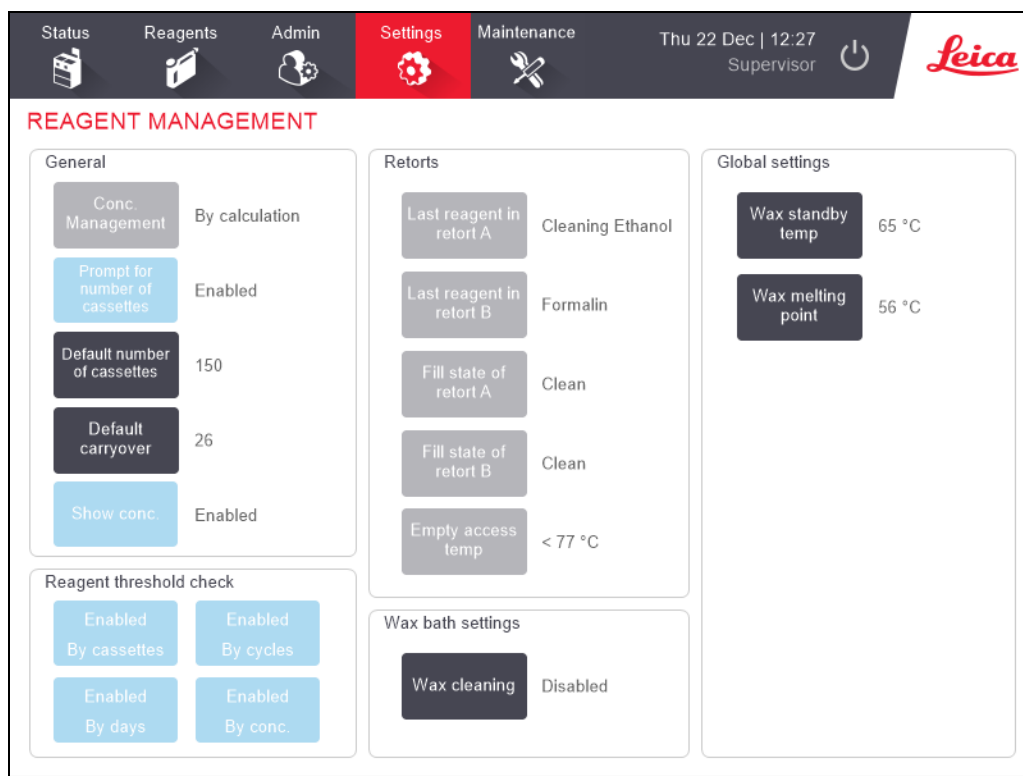 Status
Reagents
Admin
Settings
Maintenance
Thu 22 Dec | 12:27
Supervisor
Leica
REAGENT MANAGEMENT
General
Conc.
Management
By calculation
Prompt for
number of
cassettes
Enabled
Default number
of cassettes
150
Default
carryover
26
Show conc.
Enabled
Reagent threshold check
Enabled
By cassettes
Enabled
By cycles
Enabled
By days
Enabled
By conc.
Retorts
Last reagent in
retort A
Cleaning Ethanol
Last reagent in
retort B
Formalin
Fill state of
retort A
Clean
Fill state of
retort B
Clean
Empty access
temp
< 77 °C
Wax bath settings
Wax cleaning
Disabled
Global settings
Wax standby
temp
65 °C
Wax melting
point
56 °C